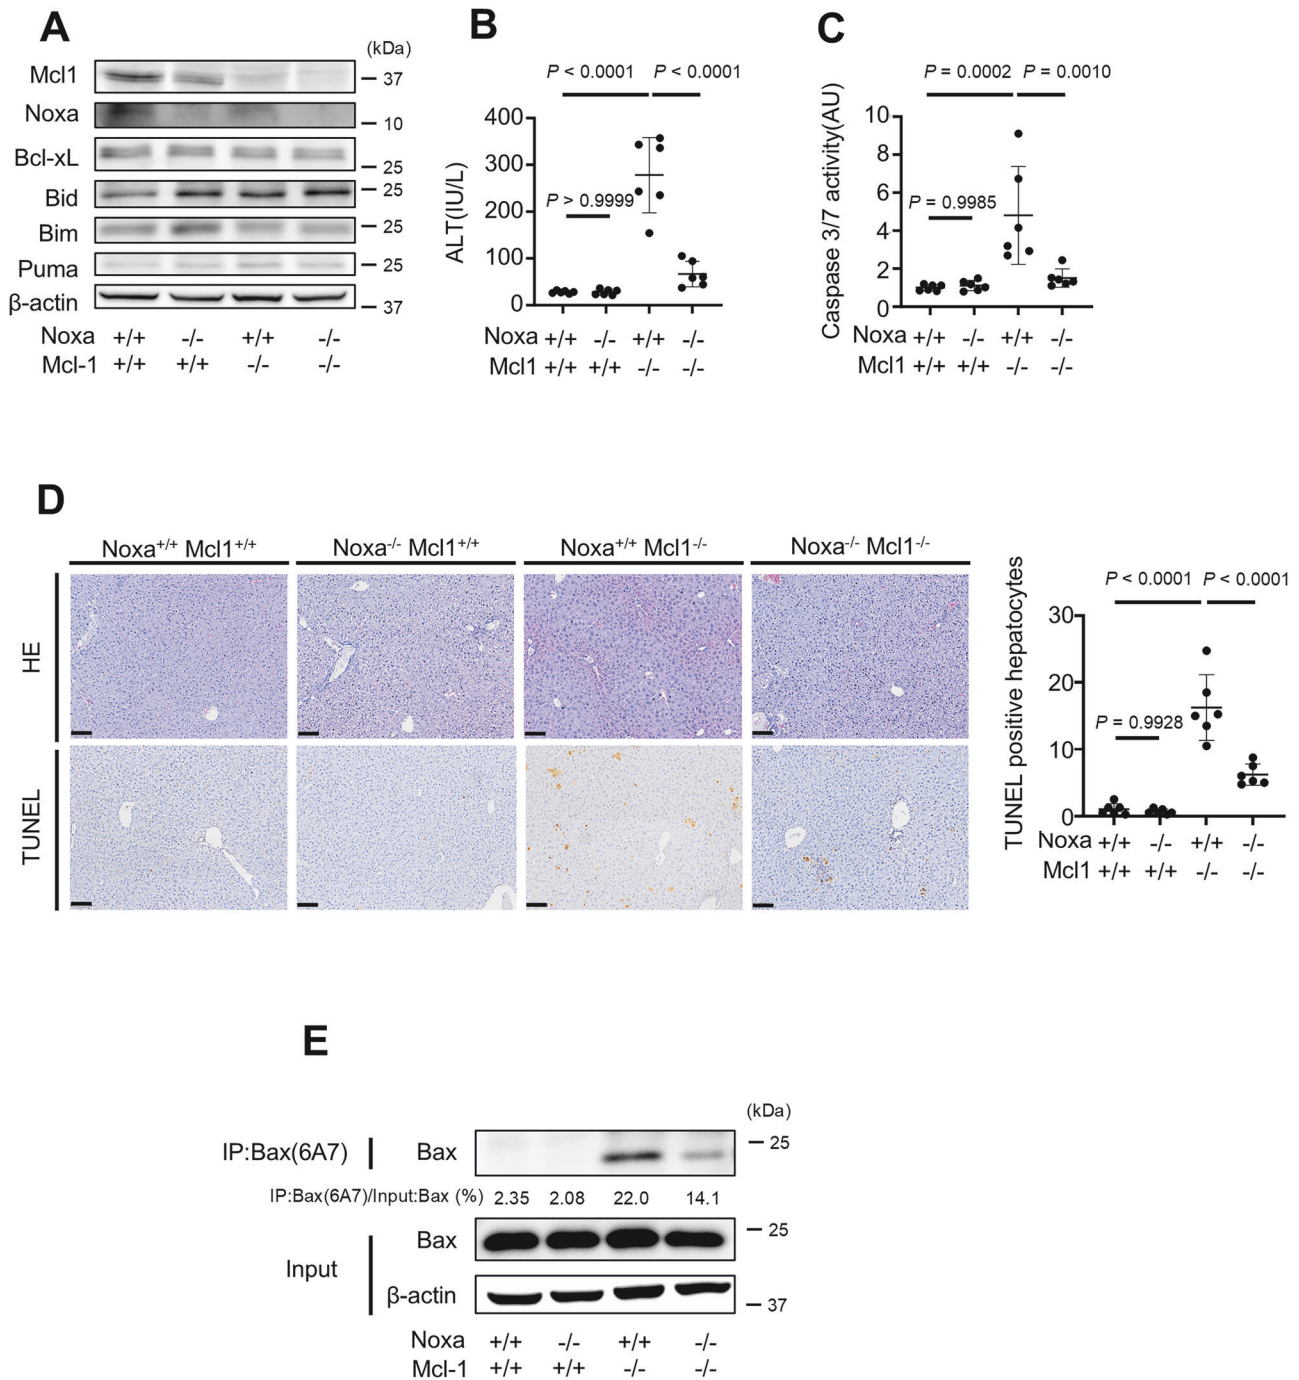 A
(kDa)
Mcl1
37
Noxa
10
Bcl-xL
25
Bid
25
Bim
25
Puma
25
β-actin
37
Noxa +/+ -/- +/+ -/-
Mcl-1 +/+ +/+ -/- -/-
B
P < 0.0001 P < 0.0001
P > 0.9999
ALT(IU/L)
400
300
200
100
0
Noxa +/+ -/- +/+ -/-
Mcl1 +/+ +/+ -/- -/-
C
P = 0.0002 P = 0.0010
P = 0.9985
Caspase 3/7 activity(AU)
10
8
6
4
2
0
Noxa +/+ -/- +/+ -/-
Mcl1 +/+ +/+ -/- -/-
D
Noxa+/+ Mcl1+/+ Noxa-/- Mcl1+/+ Noxa+/+ Mcl1-/- Noxa-/- Mcl1-/-
HE
TUNEL
P < 0.0001 P < 0.0001
P = 0.9928
TUNEL positive hepatocytes
30
20
10
0
Noxa +/+ -/- +/+ -/-
Mcl1 +/+ +/+ -/- -/-
E
(kDa)
IP:Bax(6A7) Bax 25
IP:Bax(6A7)/Input:Bax (%) 2.35 2.08 22.0 14.1
Bax 25
Input
β-actin 37
Noxa +/+ -/- +/+ -/-
Mcl-1 +/+ +/+ -/- -/-